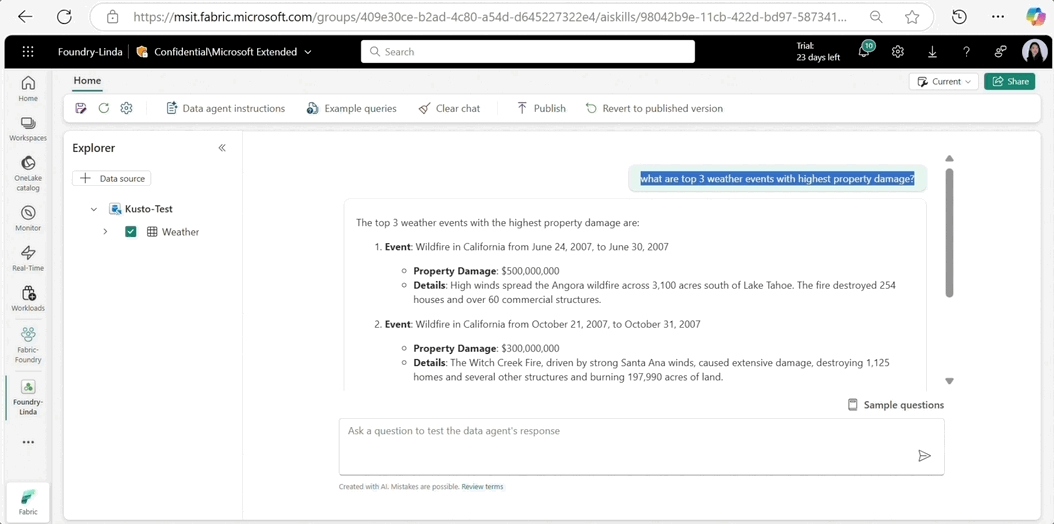 https://msit.fabric.microsoft.com/groups/409e30ce-b2ad-4c80-a54d-d645227322e4/aiskills/98042b9e-11cb-422d-bd97-587341...
Foundry-Linda
Confidential\Microsoft Extended
Search
Trial:
23 days left
10
?
Home
Current
Share
Data agent instructions
Example queries
Clear chat
Publish
Revert to published version
Home
Workspaces
OneLake
catalog
Monitor
Real-Time
Workloads
Fabric-
Foundry
Foundry-
Linda
Fabric
Explorer
Data source
Kusto-Test
Weather
what are top 3 weather events with highest property damage?
The top 3 weather events with the highest property damage are:
1. Event: Wildfire in California from June 24, 2007, to June 30, 2007
Property Damage: $500,000,000
Details: High winds spread the Angora wildfire across 3,100 acres south of Lake Tahoe. The fire destroyed 254
houses and over 60 commercial structures.
2. Event: Wildfire in California from October 21, 2007, to October 31, 2007
Property Damage: $300,000,000
Details: The Witch Creek Fire, driven by strong Santa Ana winds, caused extensive damage, destroying 1,125
homes and several other structures and burning 197,990 acres of land.
Sample questions
Ask a question to test the data agent's response
Created with AI. Mistakes are possible. Review terms